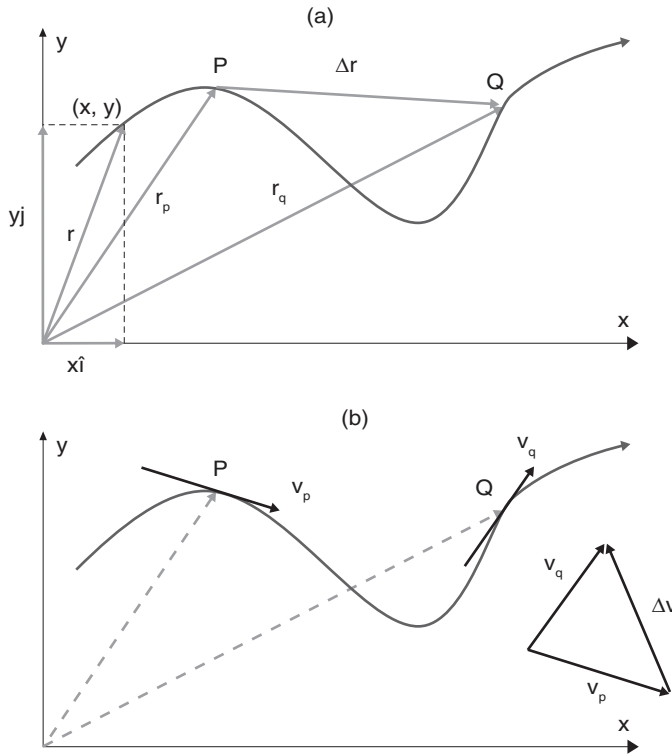 (a)
y
P
Δr
Q
(x, y)
r
r_p
r_q
yj
x
xî
(b)
y
P
v_p
v_q
Q
v_q
Δv
v_p
x